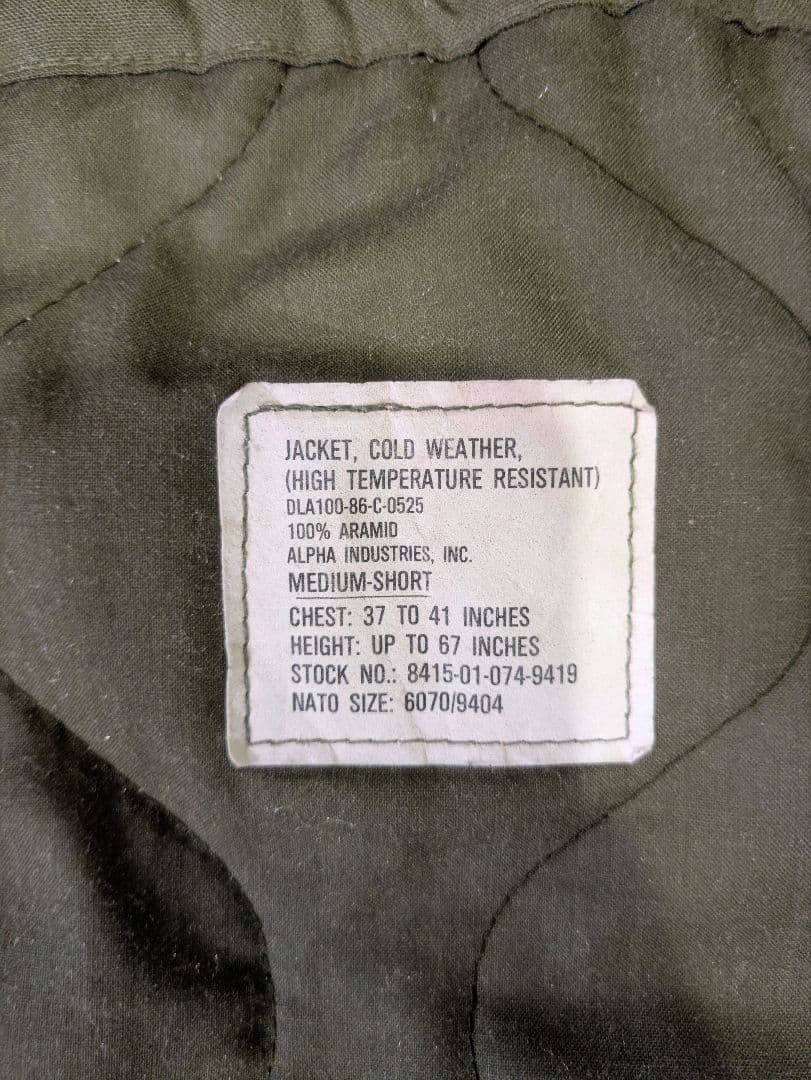 JACKET, COLD WEATHER,
(HIGH TEMPERATURE RESISTANT)
DLA100-86-C-0525
100% ARAMID
ALPHA INDUSTRIES, INC.
MEDIUM-SHORT
CHEST: 37 TO 41 INCHES
HEIGHT: UP TO 67 INCHES
STOCK NO.: 8415-01-074-9419
NATO SIZE: 6070/9404